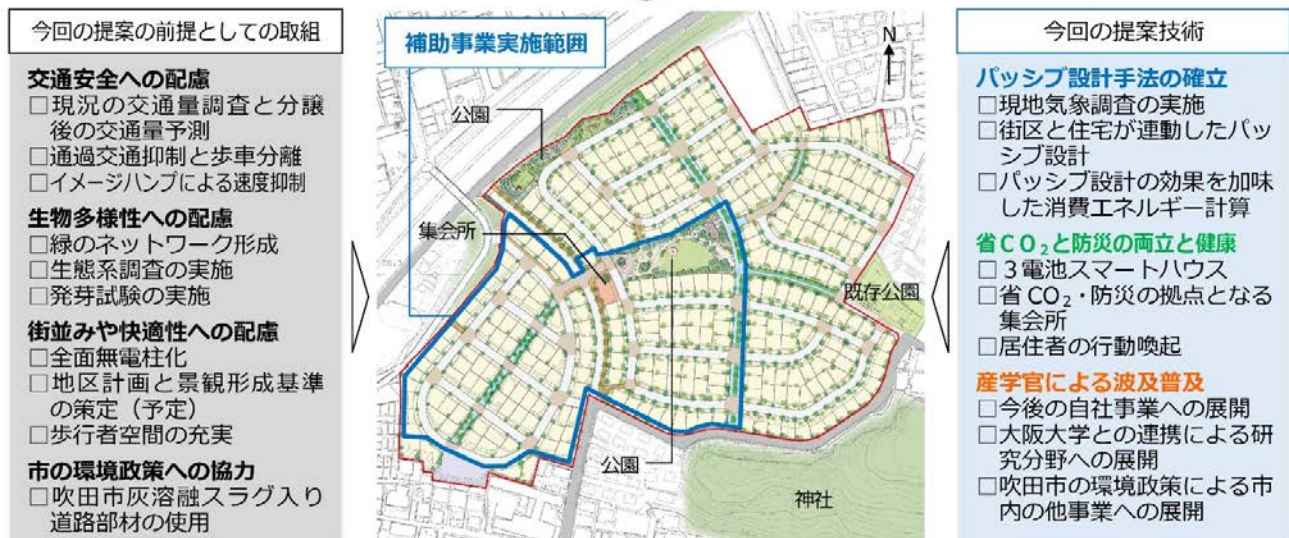 今回の提案の前提としての取組
交通安全への配慮
□現況の交通量調査と分譲
後の交通量予測
□通過交通抑制と歩車分離
□イメージハンプによる速度抑制
生物多様性への配慮
□緑のネットワーク形成
□生態系調査の実施
□発芽試験の実施
街並みや快適性への配慮
□全面無電柱化
□地区計画と景観形成基準
の策定（予定）
□歩行者空間の充実
市の環境政策への協力
□吹田市灰溶融スラグ入り
道路部材の使用
補助事業実施範囲
N
公園
集会所
既存公園
公園
神社
今回の提案技術
パッシブ設計手法の確立
□現地気象調査の実施
□街区と住宅が連動したパッ
シブ設計
□パッシブ設計の効果を加味
した消費エネルギー計算
省CO₂と防災の両立と健康
□３電池スマートハウス
□省CO₂・防災の拠点となる
集会所
□居住者の行動喚起
産学官による波及普及
□今後の自社事業への展開
□大阪大学との連携による研
究分野への展開
□吹田市の環境政策による市
内の他事業への展開